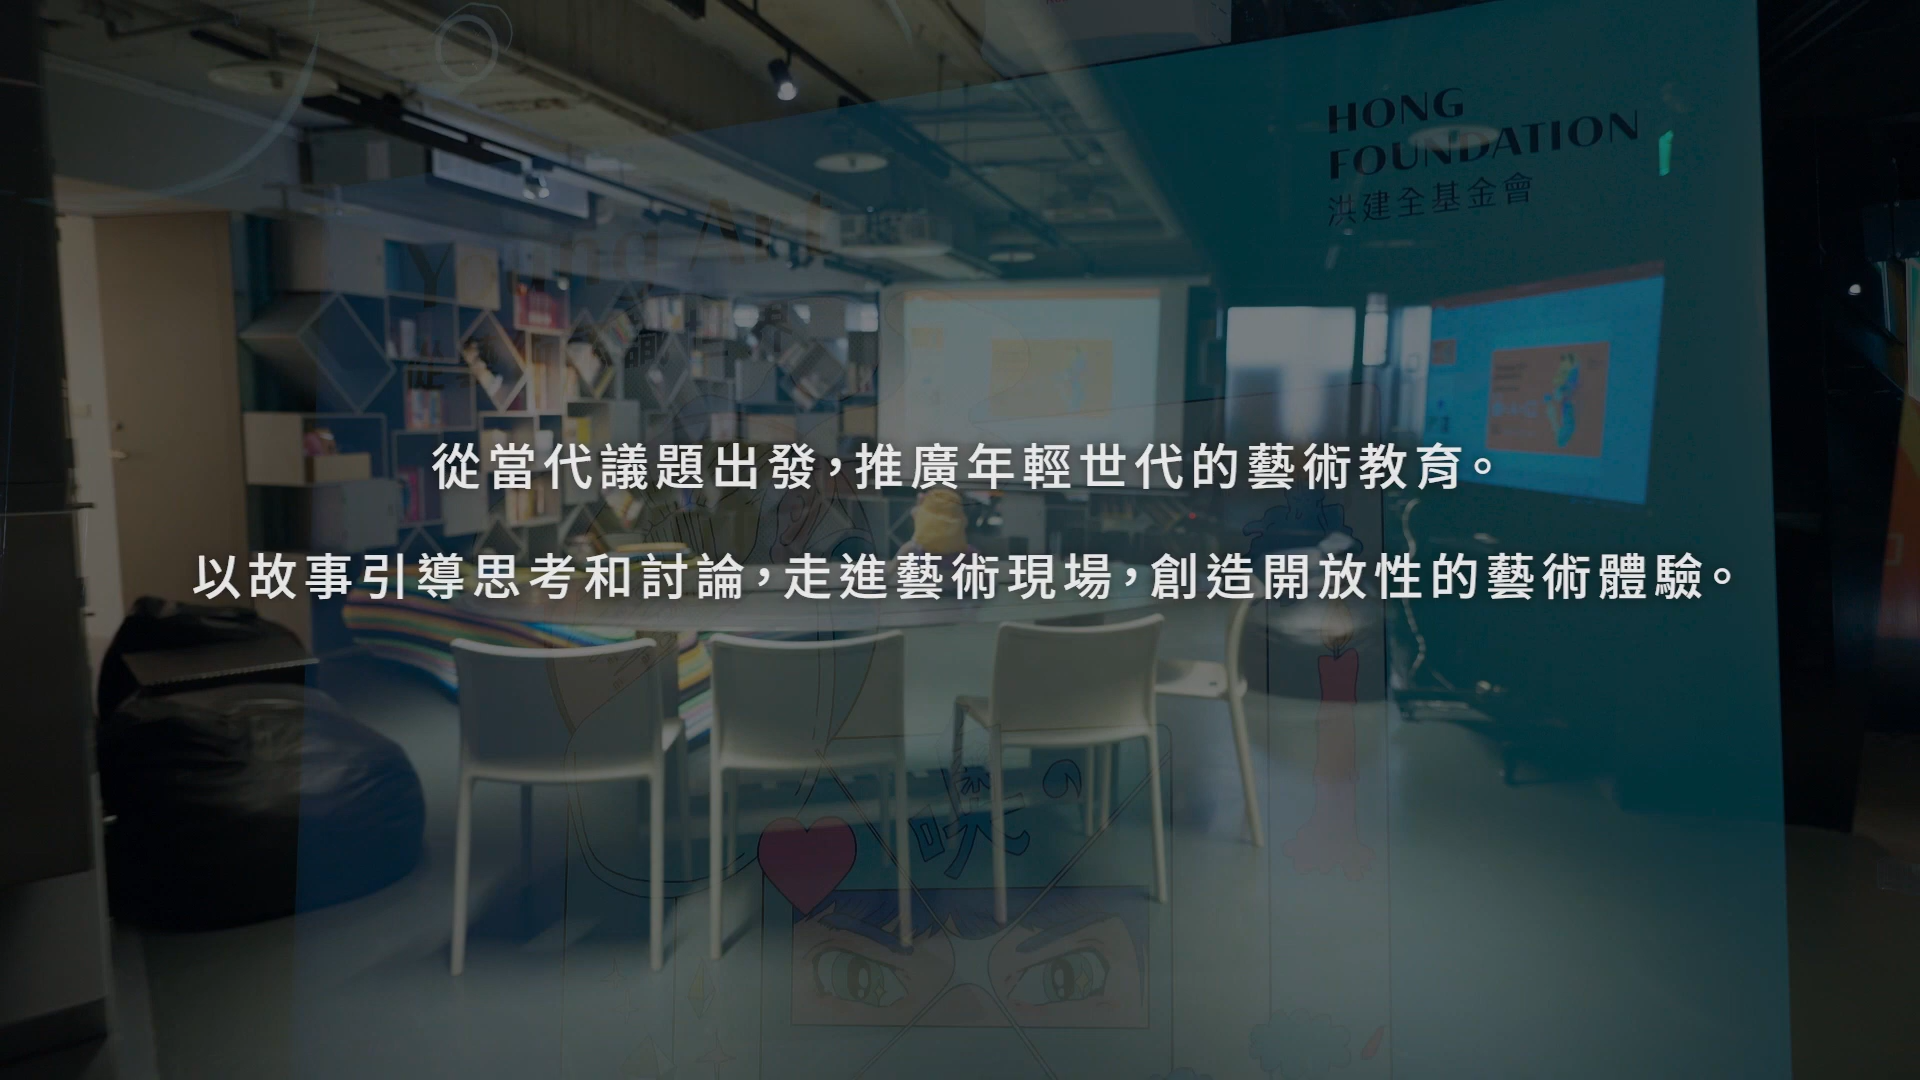 HONG
FOUNDATION
洪建全基金會
Young Art
從當代議題出發，推廣年輕世代的藝術教育。
以故事引導思考和討論，走進藝術現場，創造開放性的藝術體驗。